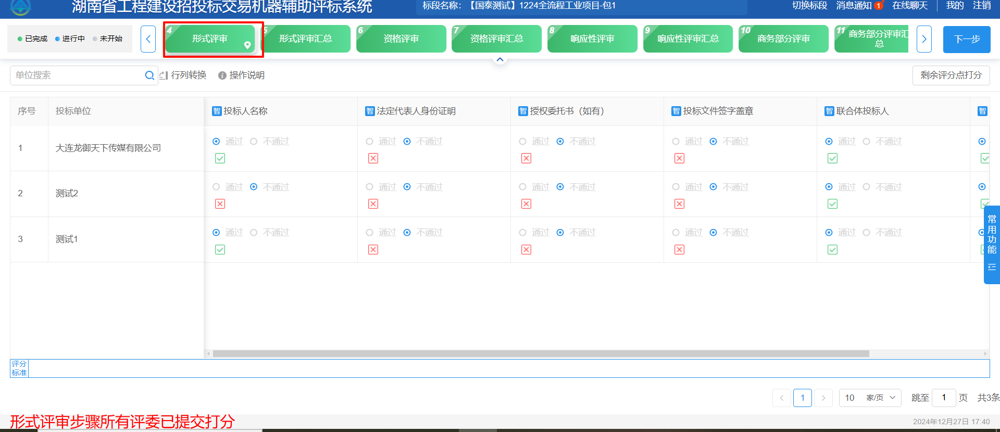 湖南省工程建设招投标交易机器辅助评标系统
标段名称：【国泰测试】1224全流程工业项目-包1
切换标段 消息通知 1 在线聊天 我的 注销
已完成 进行中 未开始
4 形式评审
5 形式评审汇总
6 资格评审
7 资格评审汇总
8 响应性评审
9 响应性评审汇总
10 商务部分评审
11 商务部分评审汇总
下一步
单位搜索 行列转换 操作说明 剩余评分点打分
序号 投标单位 智 投标人名称 智 法定代表人身份证明 智 授权委托书（如有） 智 投标文件签字盖章 智 联合体投标人 智
1 大连龙御天下传媒有限公司 通过 不通过 通过 不通过 通过 不通过 通过 不通过 通过 不通过
2 测试2 通过 不通过 通过 不通过 通过 不通过 通过 不通过 通过 不通过
3 测试1 通过 不通过 通过 不通过 通过 不通过 通过 不通过 通过 不通过
常用功能
评分
标准
1 10 家/页 跳至 1 页 共3条
形式评审步骤所有评委已提交打分
2024年12月27日 17:40